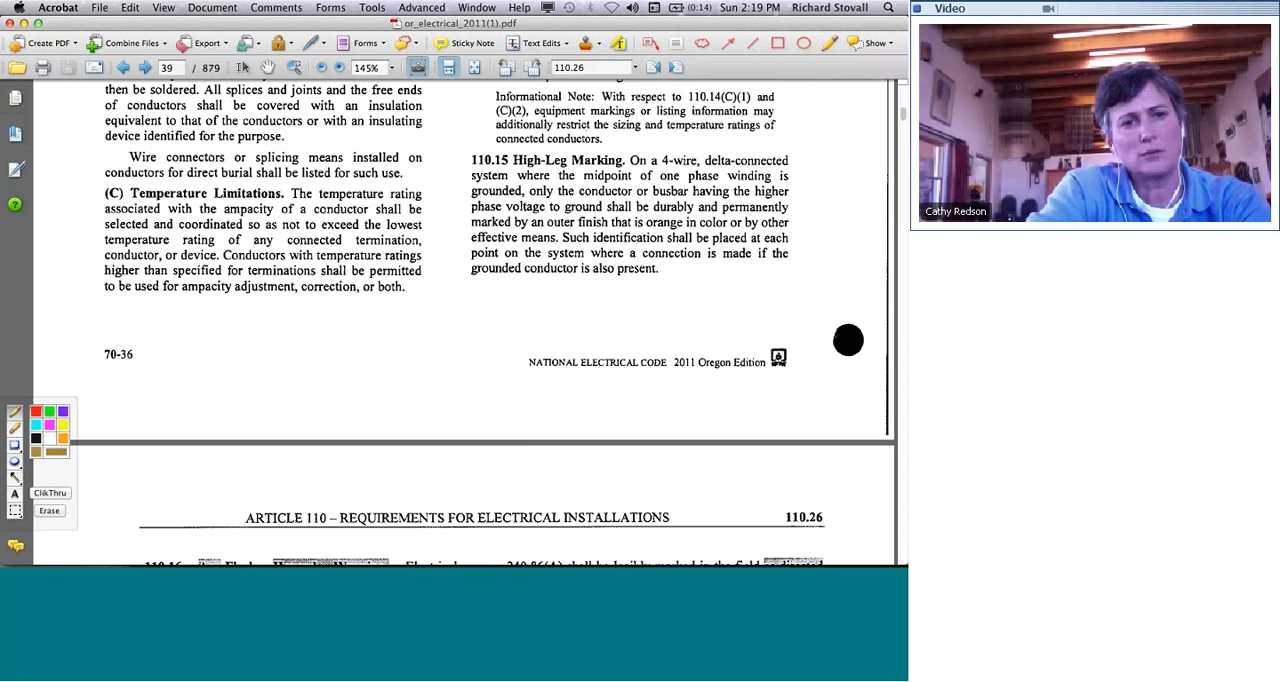 Acrobat File Edit View Document Comments Forms Tools Advanced Window Help (0:14) Sun 2:19 PM Richard Stovall
or_electrical_2011(1).pdf
Create PDF Combine Files Export Forms Sticky Note Text Edits Show
39 / 879 145% 110.26
then be soldered. All splices and joints and the free ends
of conductors shall be covered with an insulation
equivalent to that of the conductors or with an insulating
device identified for the purpose.
Wire connectors or splicing means installed on
conductors for direct burial shall be listed for such use.
(C) Temperature Limitations. The temperature rating
associated with the ampacity of a conductor shall be
selected and coordinated so as not to exceed the lowest
temperature rating of any connected termination,
conductor, or device. Conductors with temperature ratings
higher than specified for terminations shall be permitted
to be used for ampacity adjustment, correction, or both.
Informational Note: With respect to 110.14(C)(1) and
(C)(2), equipment markings or listing information may
additionally restrict the sizing and temperature ratings of
connected conductors.
110.15 High-Leg Marking. On a 4-wire, delta-connected
system where the midpoint of one phase winding is
grounded, only the conductor or busbar having the higher
phase voltage to ground shall be durably and permanently
marked by an outer finish that is orange in color or by other
effective means. Such identification shall be placed at each
point on the system where a connection is made if the
grounded conductor is also present.
70-36
NATIONAL ELECTRICAL CODE 2011 Oregon Edition
ClikThru
Erase
A
ARTICLE 110 – REQUIREMENTS FOR ELECTRICAL INSTALLATIONS 110.26
240.86(A) shall be legibly marked in the field
Video
Cathy Redson